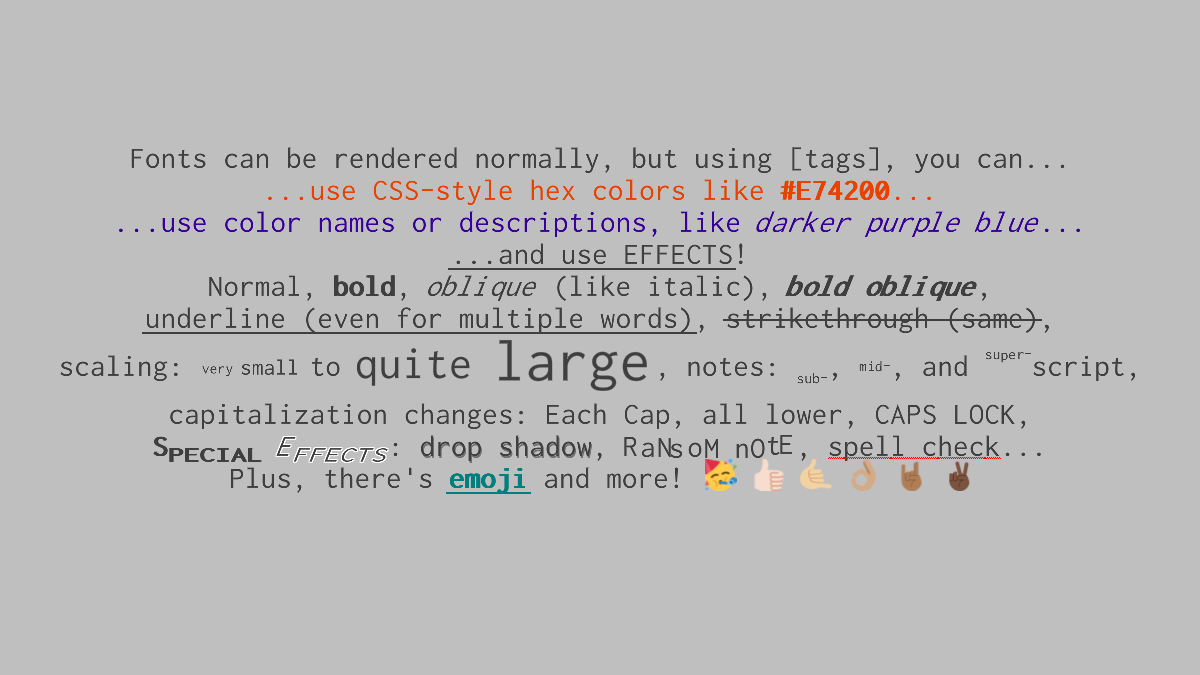 Fonts can be rendered normally, but using [tags], you can...
...use CSS-style hex colors like #E74200...
...use color names or descriptions, like darker purple blue...
...and use EFFECTS!
Normal, bold, oblique (like italic), bold oblique,
underline (even for multiple words), strikethrough (same),
scaling: very small to quite large, notes: sub-, mid-, and super-script,
capitalization changes: Each Cap, all lower, CAPS LOCK,
SPECIAL EFFECTS: drop shadow, RaNsoM nOtE, spell check...
Plus, there's emoji and more! 🥳 👍🏻 🤙🏼 👌🏽 🤘🏾 ✌🏿